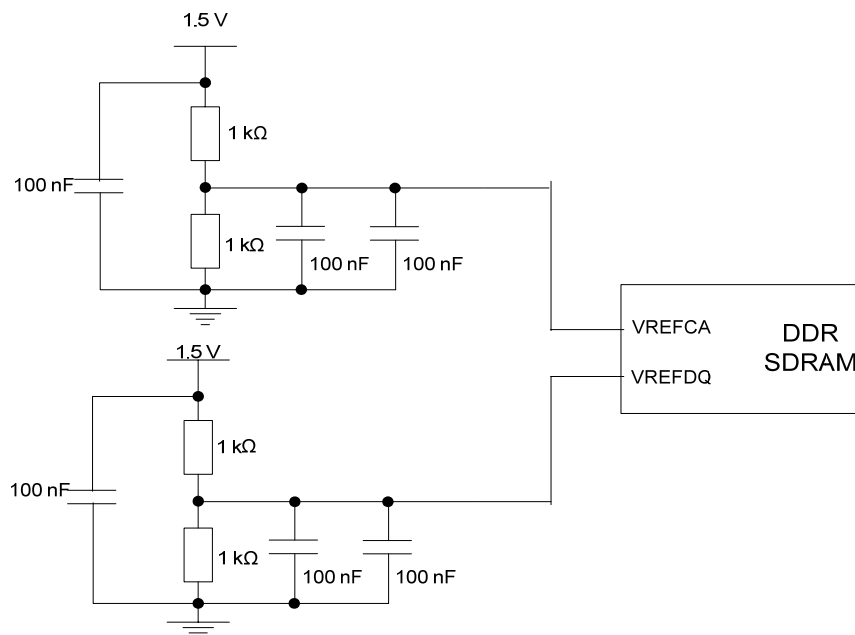 1.5 V
1 kΩ
100 nF
1 kΩ
100 nF
100 nF
VREFCA
DDR
SDRAM
VREFDQ
1.5 V
1 kΩ
100 nF
1 kΩ
100 nF
100 nF